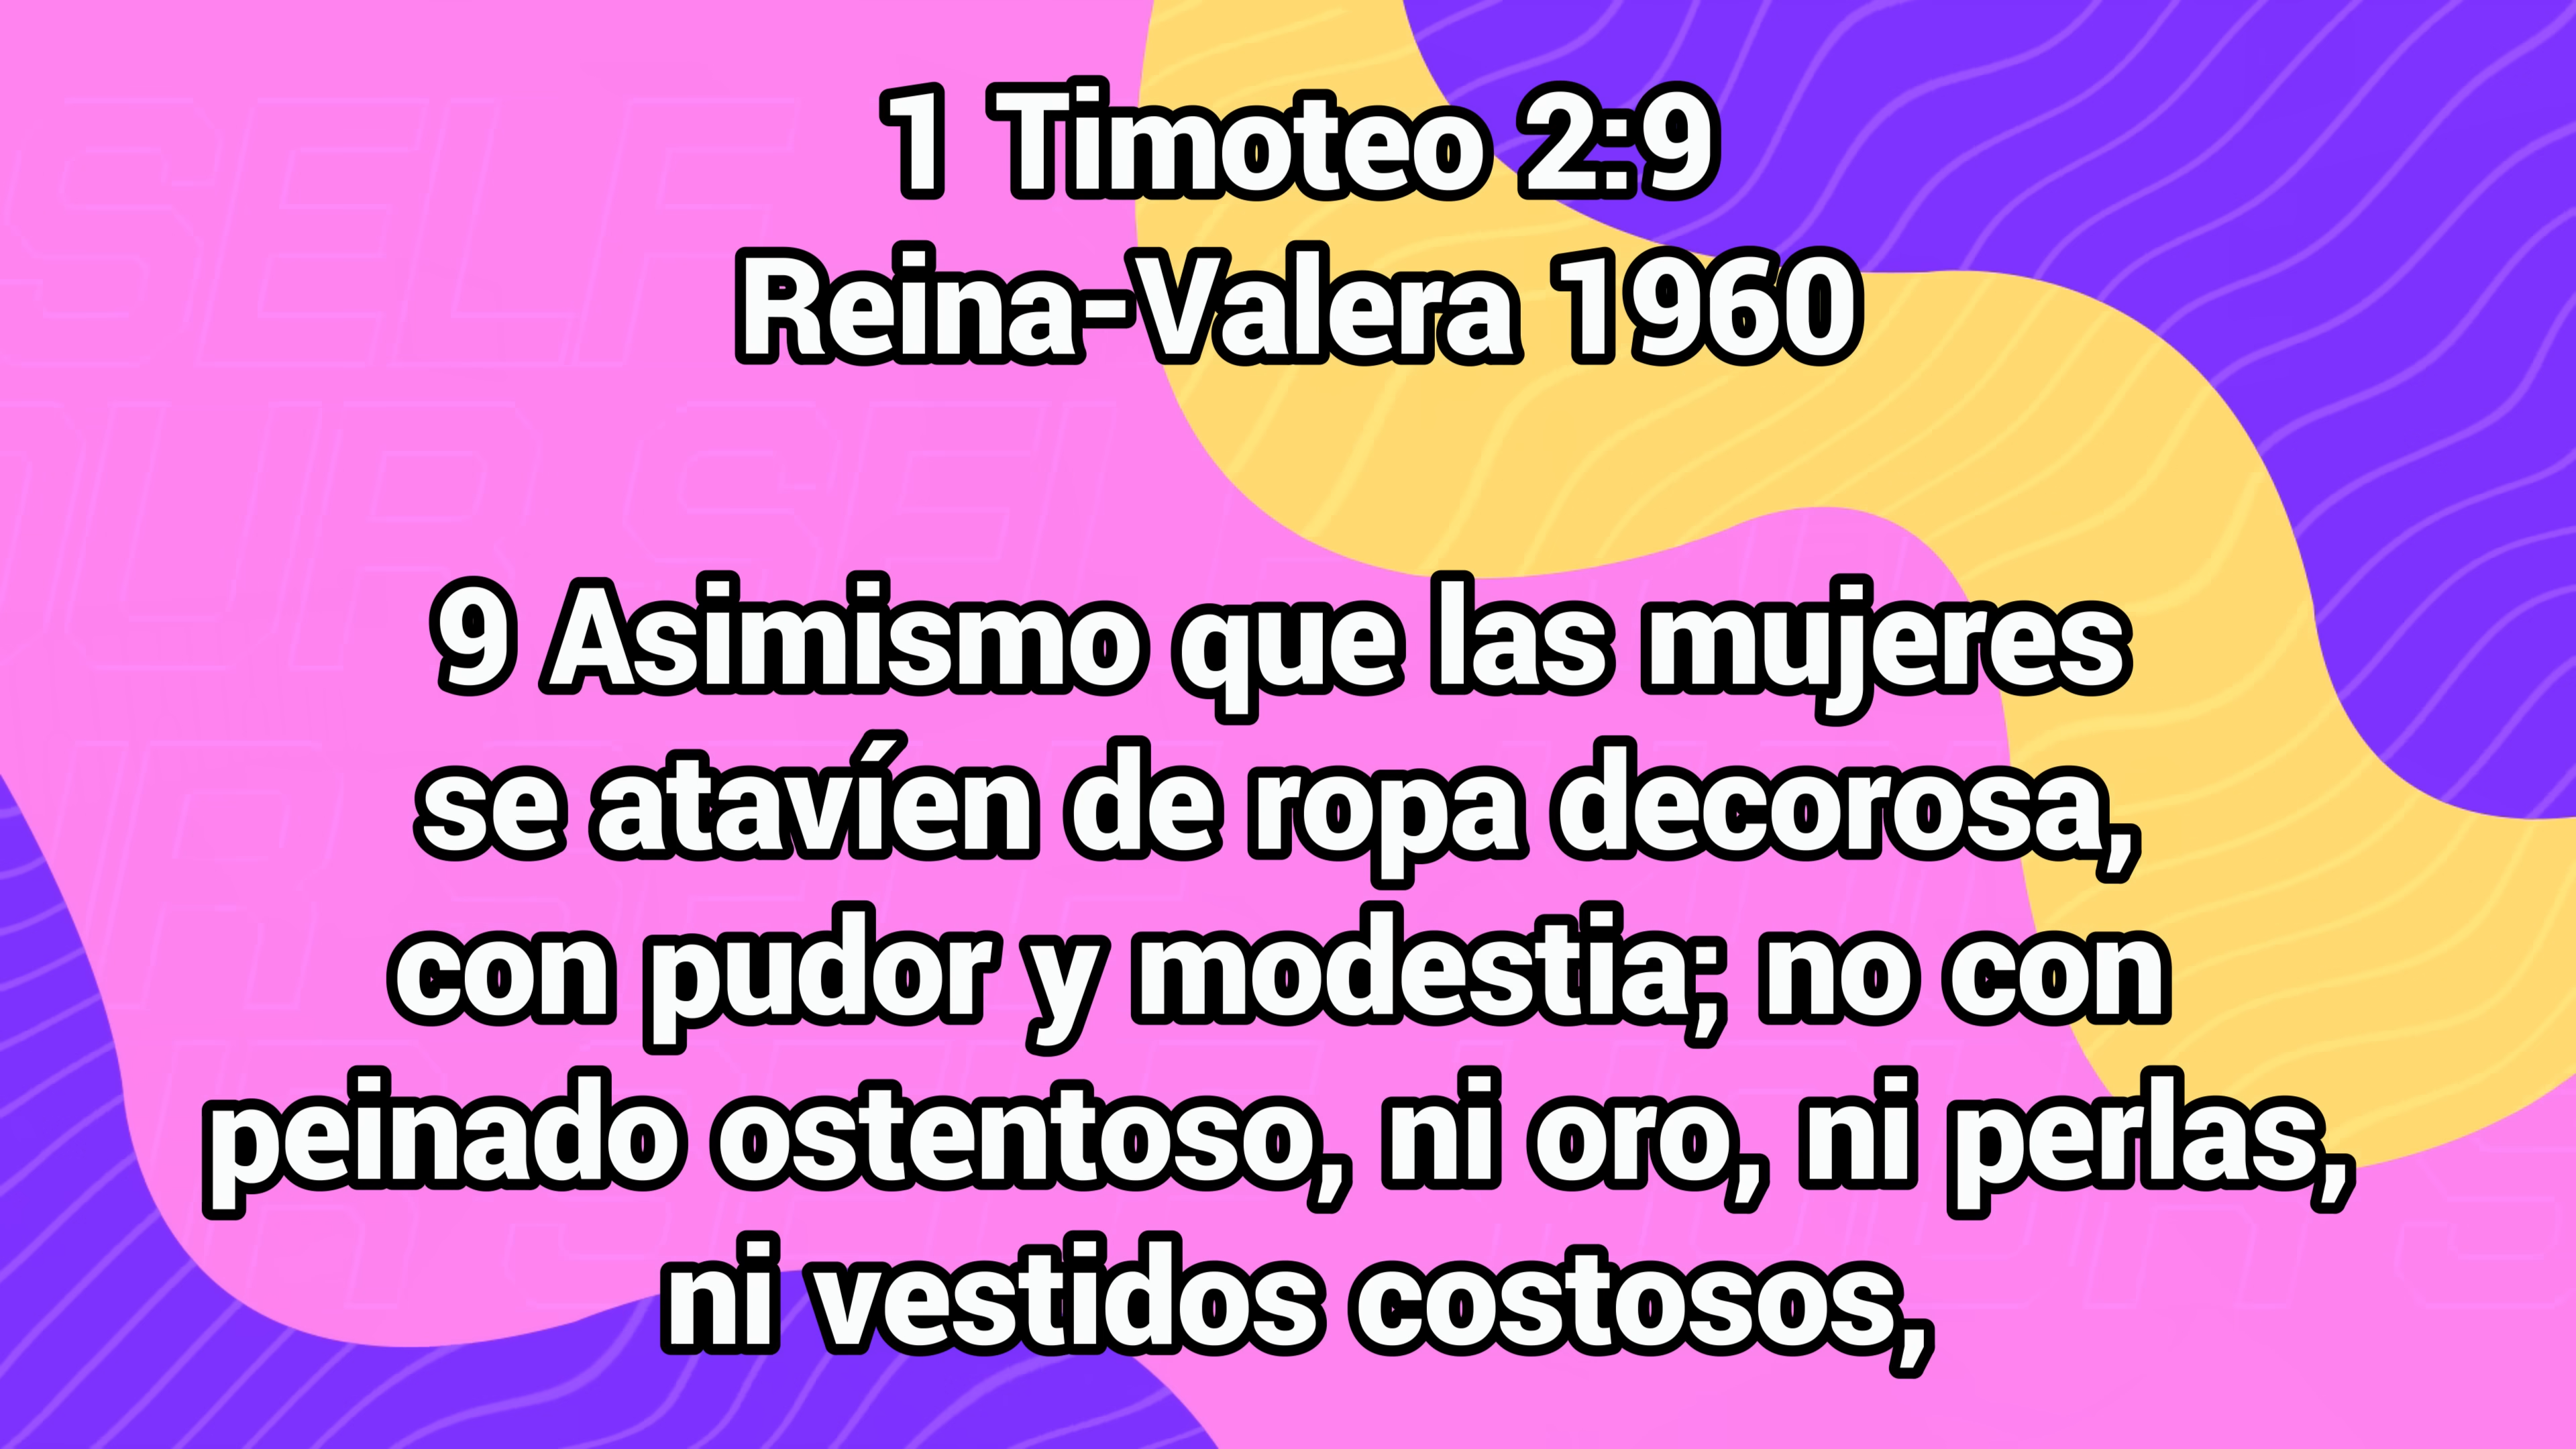 1 Timoteo 2:9
Reina-Valera 1960
9 Asimismo que las mujeres
se atavíen de ropa decorosa,
con pudor y modestia; no con
peinado ostentoso, ni oro, ni perlas,
ni vestidos costosos,